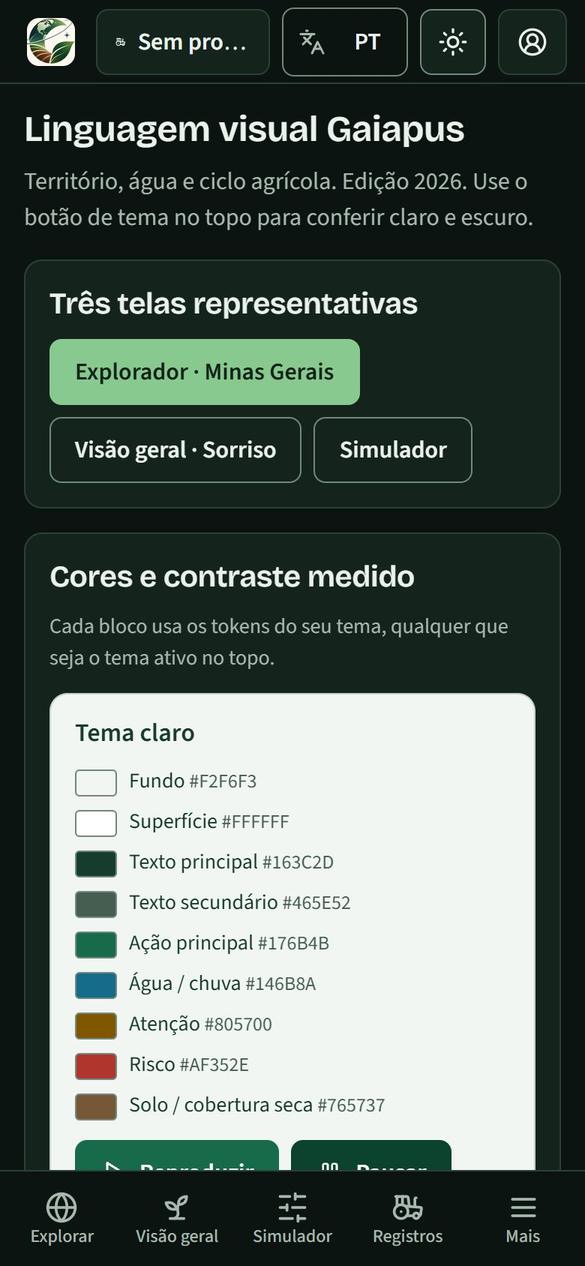 Sem pro...
PT
Linguagem visual Gaiapus
Território, água e ciclo agrícola. Edição 2026. Use o
botão de tema no topo para conferir claro e escuro.
Três telas representativas
Explorador · Minas Gerais
Visão geral · Sorriso
Simulador
Cores e contraste medido
Cada bloco usa os tokens do seu tema, qualquer que
seja o tema ativo no topo.
Tema claro
Fundo #F2F6F3
Superfície #FFFFFF
Texto principal #163C2D
Texto secundário #465E52
Ação principal #176B4B
Água / chuva #146B8A
Atenção #805700
Risco #AF352E
Solo / cobertura seca #765737
Reproduzir
Pausar
Explorar
Visão geral
Simulador
Registros
Mais